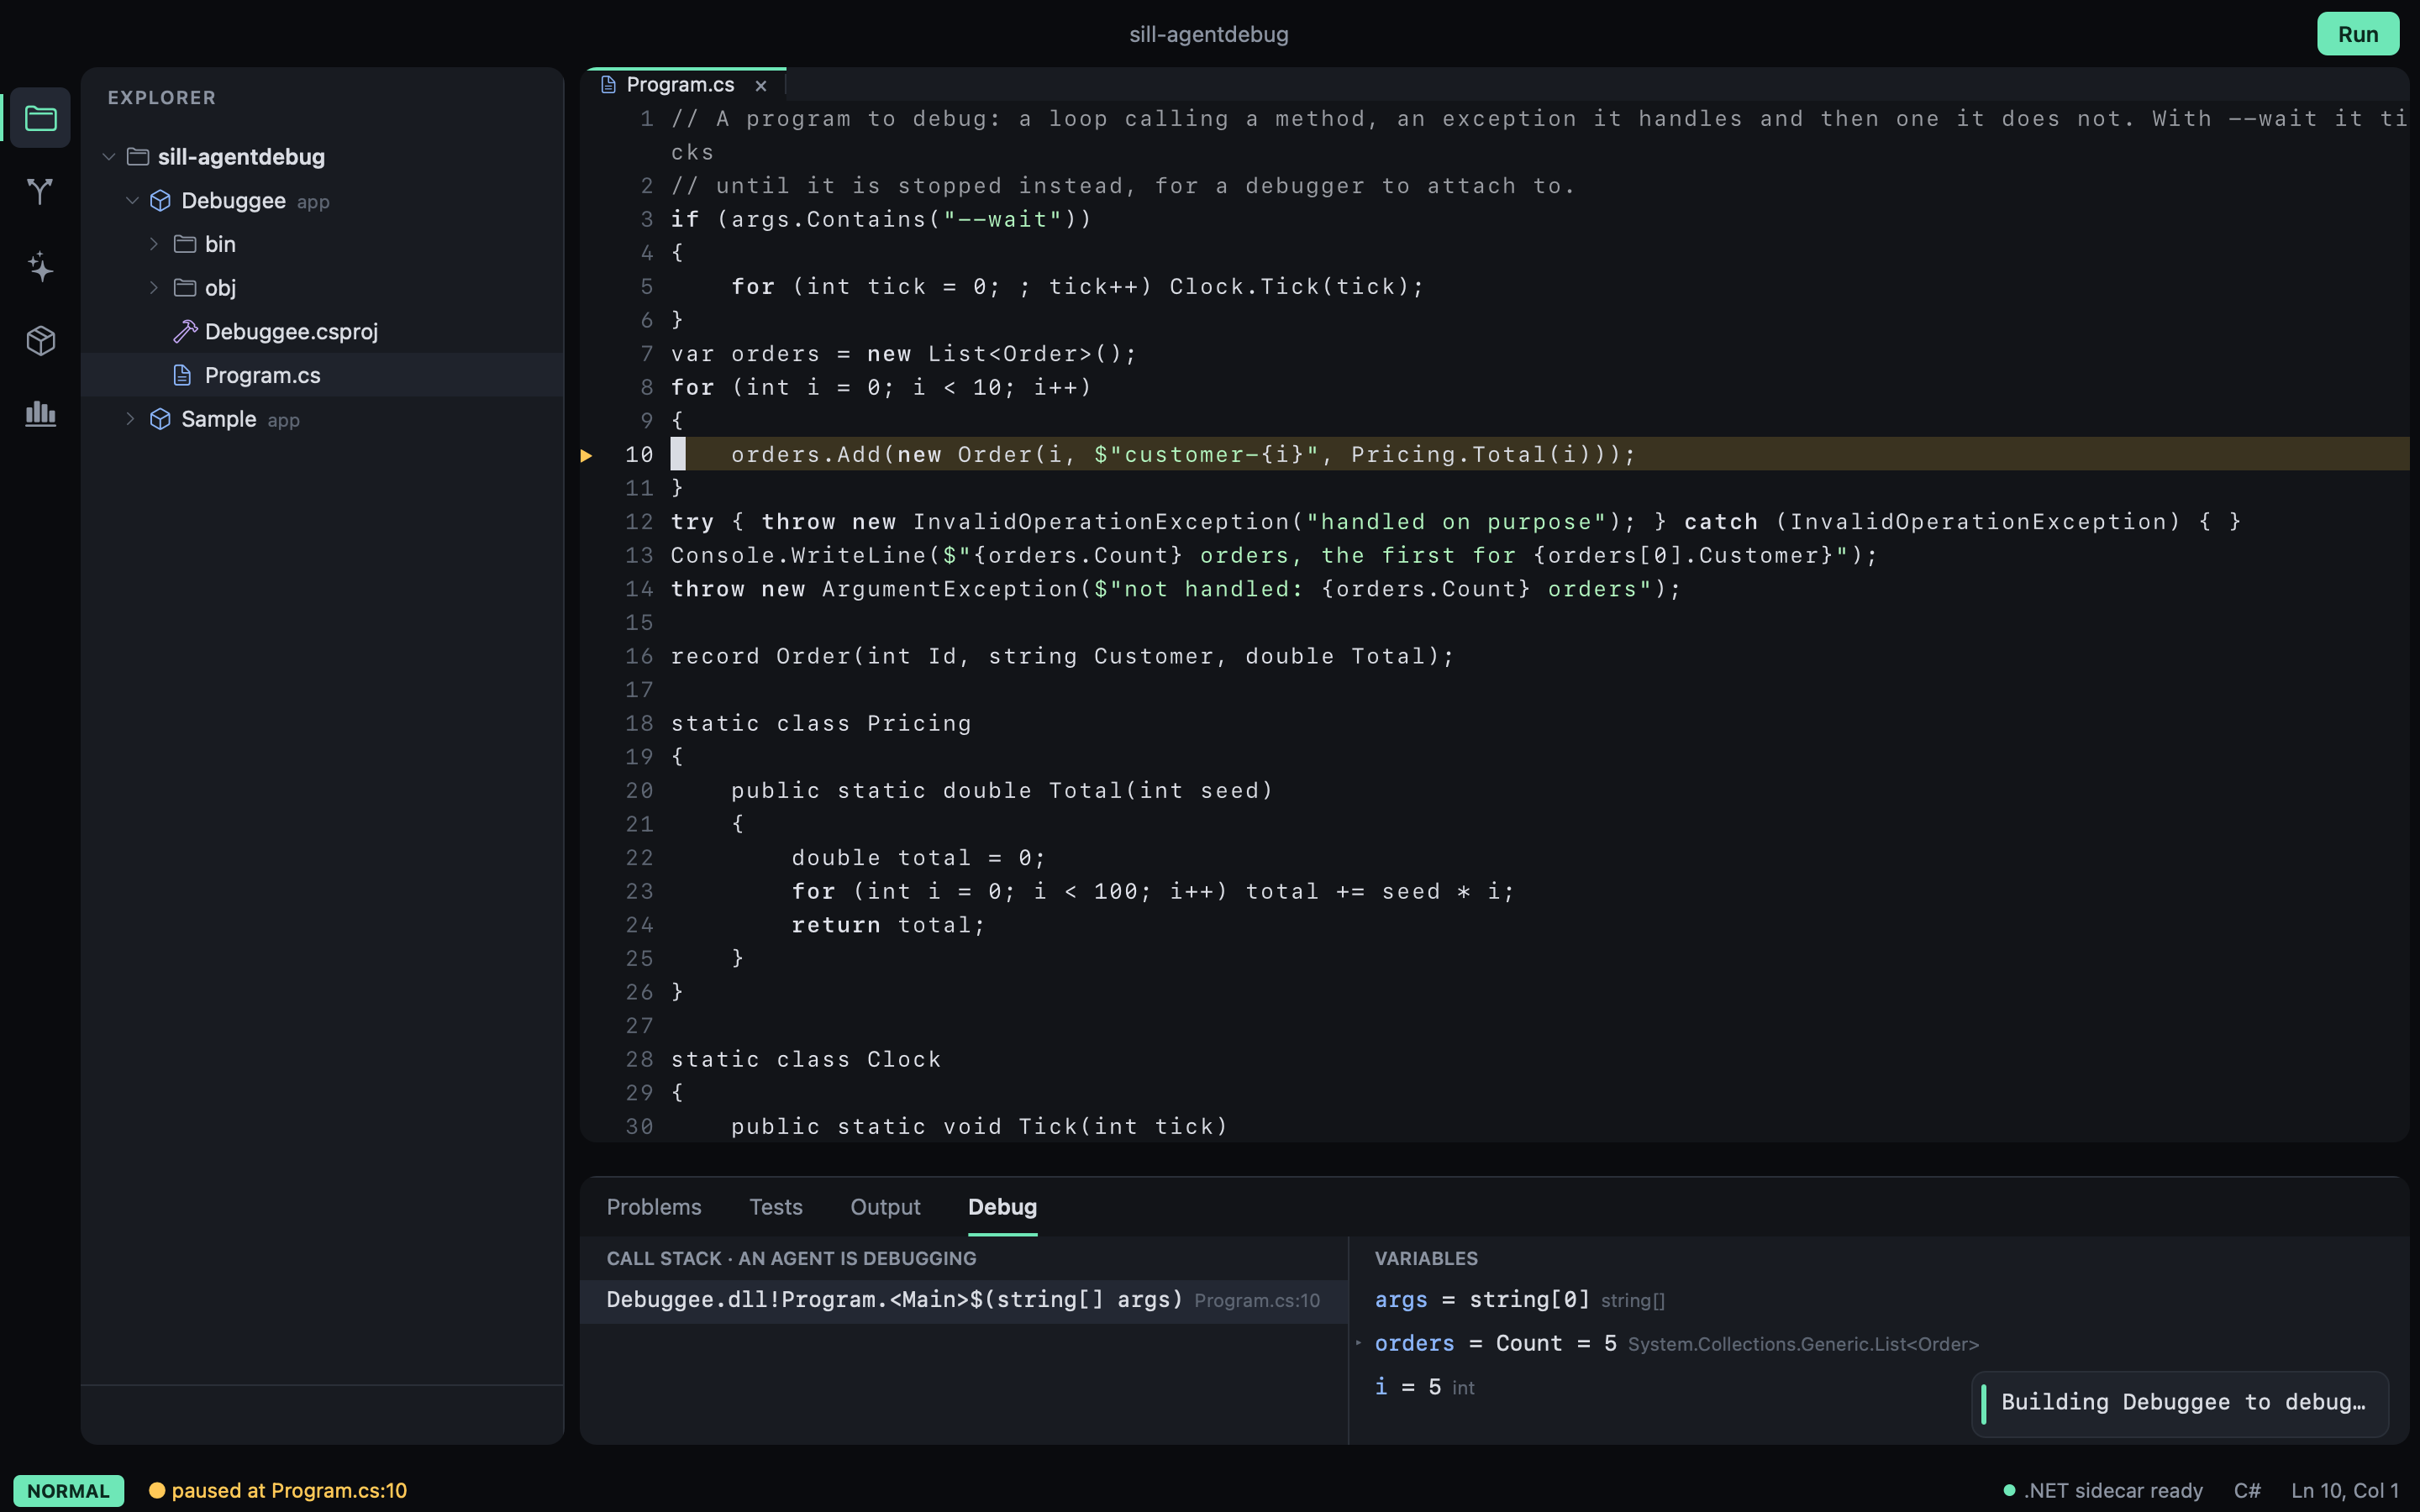 sill-agentdebug
Run
EXPLORER
sill-agentdebug
Debuggee app
bin
obj
Debuggee.csproj
Program.cs
Sample app
Program.cs ×
1 // A program to debug: a loop calling a method, an exception it handles and then one it does not. With --wait it ti
cks
2 // until it is stopped instead, for a debugger to attach to.
3 if (args.Contains("--wait"))
4 {
5     for (int tick = 0; ; tick++) Clock.Tick(tick);
6 }
7 var orders = new List<Order>();
8 for (int i = 0; i < 10; i++)
9 {
10     orders.Add(new Order(i, $"customer-{i}", Pricing.Total(i)));
11 }
12 try { throw new InvalidOperationException("handled on purpose"); } catch (InvalidOperationException) { }
13 Console.WriteLine($"{orders.Count} orders, the first for {orders[0].Customer}");
14 throw new ArgumentException($"not handled: {orders.Count} orders");
15
16 record Order(int Id, string Customer, double Total);
17
18 static class Pricing
19 {
20     public static double Total(int seed)
21     {
22         double total = 0;
23         for (int i = 0; i < 100; i++) total += seed * i;
24         return total;
25     }
26 }
27
28 static class Clock
29 {
30     public static void Tick(int tick)
Problems Tests Output Debug
CALL STACK · AN AGENT IS DEBUGGING
Debuggee.dll!Program.<Main>$(string[] args) Program.cs:10
VARIABLES
args = string[0] string[]
orders = Count = 5 System.Collections.Generic.List<Order>
i = 5 int
Building Debuggee to debug…
NORMAL
paused at Program.cs:10
.NET sidecar ready
C#
Ln 10, Col 1